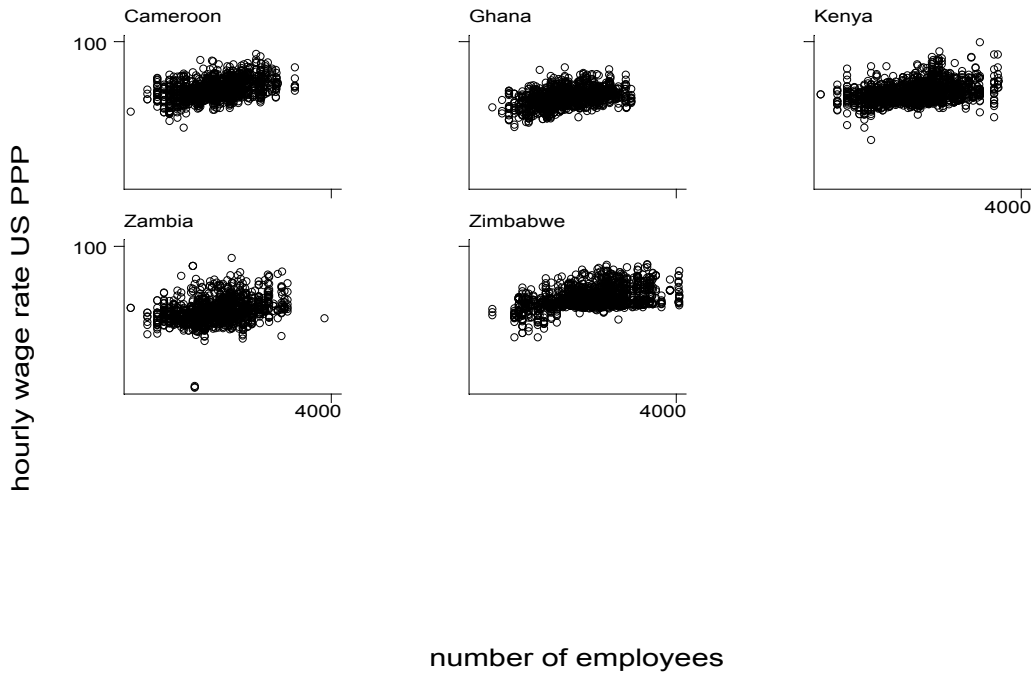 Cameroon
Ghana
Kenya
100
4000
Zambia
Zimbabwe
100
4000
4000
hourly wage rate US PPP
number of employees